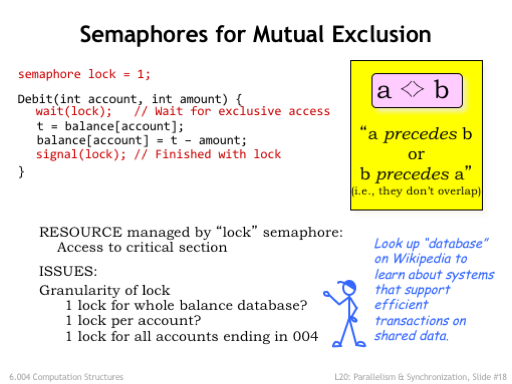 Semaphores for Mutual Exclusion
semaphore lock = 1;
Debit(int account, int amount) {
wait(lock);   // Wait for exclusive access
t = balance[account];
balance[account] = t – amount;
signal(lock); // Finished with lock
}
a <> b
“a precedes b
or
b precedes a”
(i.e., they don’t overlap)
RESOURCE managed by “lock” semaphore:
Access to critical section
ISSUES:
Granularity of lock
1 lock for whole balance database?
1 lock per account?
1 lock for all accounts ending in 004
Look up “database”
on Wikipedia to
learn about systems
that support
efficient
transactions on
shared data.
6.004 Computation Structures
L20: Parallelism & Synchronization, Slide #18